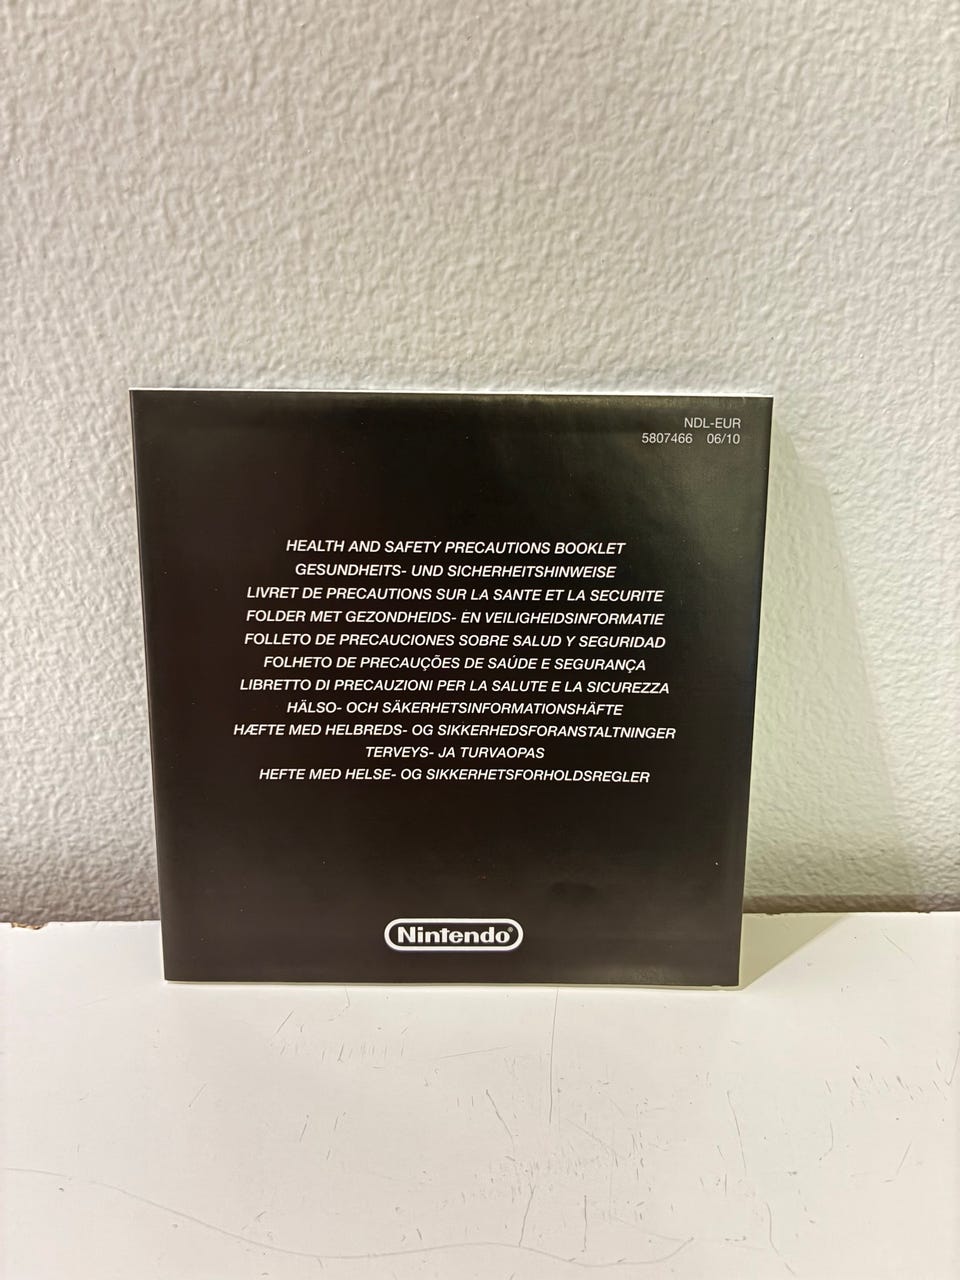 NDL-EUR
5807466 06/10
HEALTH AND SAFETY PRECAUTIONS BOOKLET
GESUNDHEITS- UND SICHERHEITSHINWEISE
LIVRET DE PRECAUTIONS SUR LA SANTE ET LA SECURITE
FOLDER MET GEZONDHEIDS- EN VEILIGHEIDSINFORMATIE
FOLLETO DE PRECAUCIONES SOBRE SALUD Y SEGURIDAD
FOLHETO DE PRECAUÇÕES DE SAÚDE E SEGURANÇA
LIBRETTO DI PRECAUZIONI PER LA SALUTE E LA SICUREZZA
HÄLSO- OCH SÄKERHETSINFORMATIONSHÄFTE
HÆFTE MED HELBREDS- OG SIKKERHEDSFORANSTALTNINGER
TERVEYS- JA TURVAOPAS
HEFTE MED HELSE- OG SIKKERHETSFORHOLDSREGLER
Nintendo®